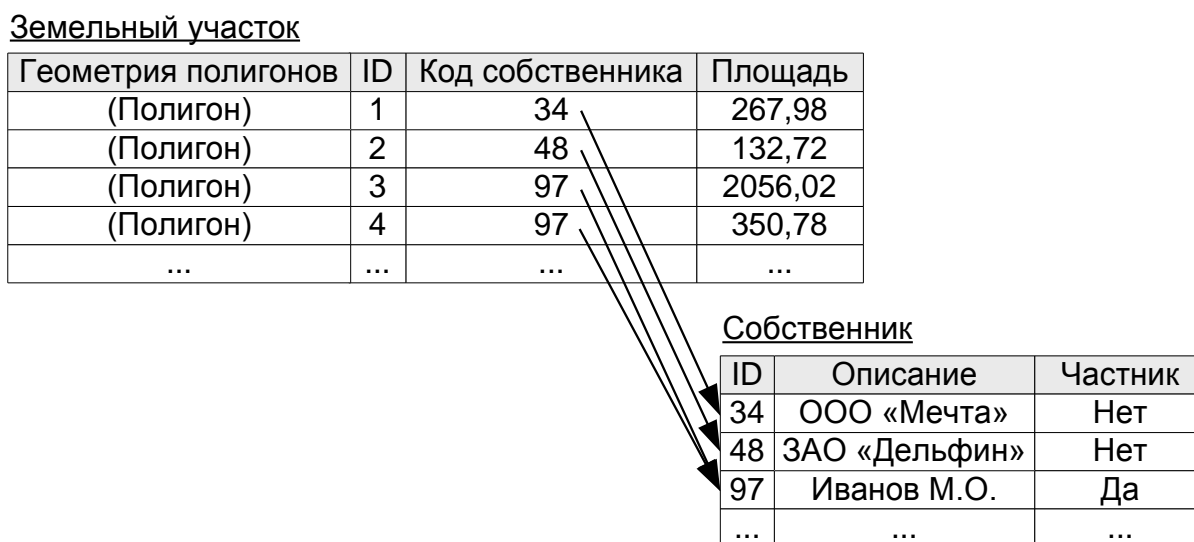 Земельный участок
Геометрия полигонов ID Код собственника Площадь
(Полигон) 1 34 267,98
(Полигон) 2 48 132,72
(Полигон) 3 97 2056,02
(Полигон) 4 97 350,78
... ... ... ...
Собственник
ID Описание Частник
34 ООО «Мечта» Нет
48 ЗАО «Дельфин» Нет
97 Иванов М.О. Да
... ... ...